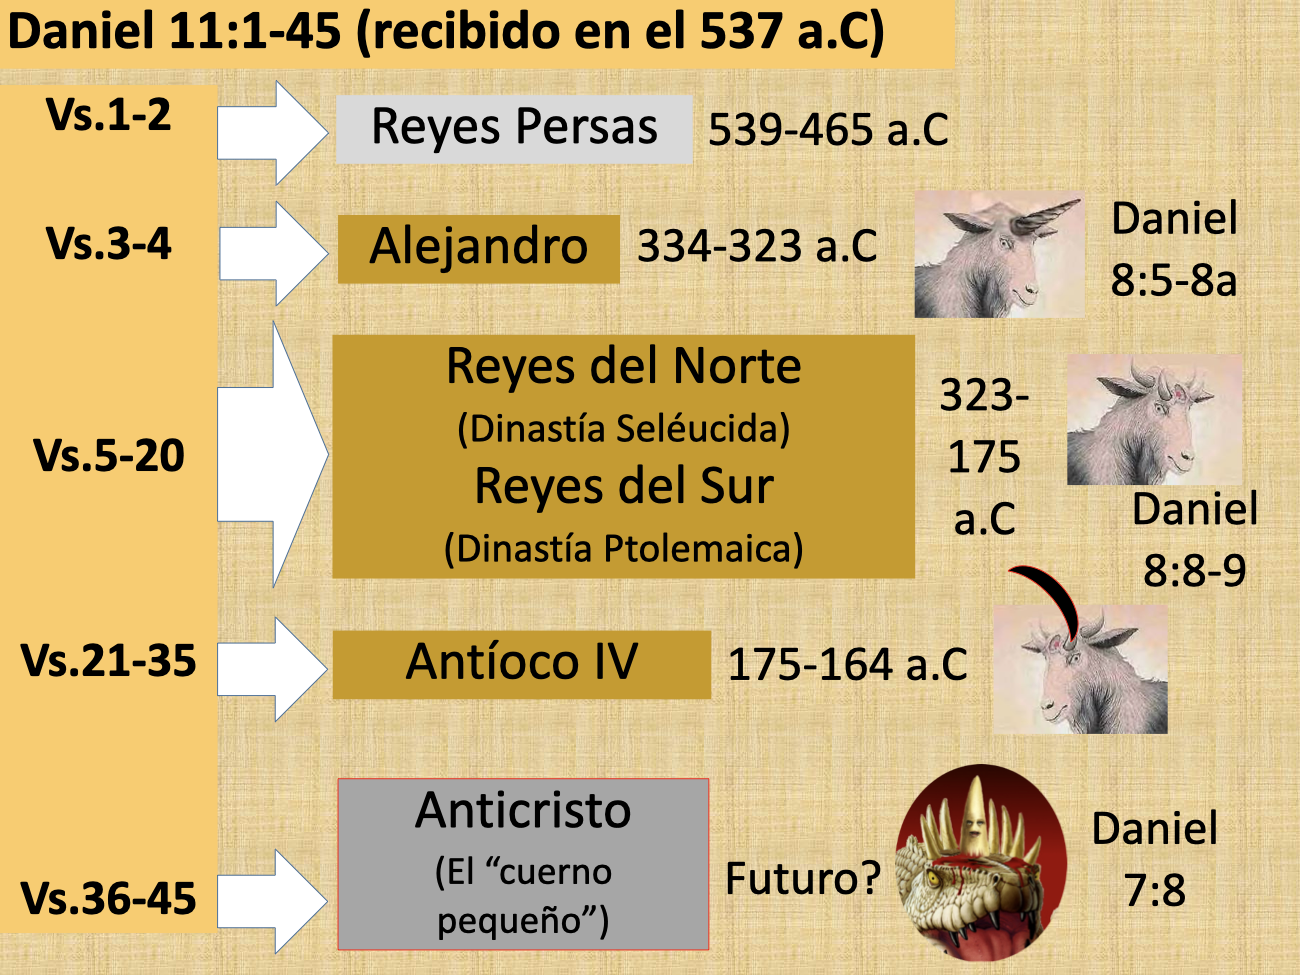 Daniel 11:1-45 (recibido en el 537 a.C)
Vs.1-2
Reyes Persas
539-465 a.C
Vs.3-4
Alejandro
334-323 a.C
Daniel
8:5-8a
Vs.5-20
Reyes del Norte
(Dinastía Seléucida)
Reyes del Sur
(Dinastía Ptolemaica)
323-
175
a.C
Daniel
8:8-9
Vs.21-35
Antíoco IV
175-164 a.C
Vs.36-45
Anticristo
(El “cuerno
pequeño”)
Futuro?
Daniel
7:8